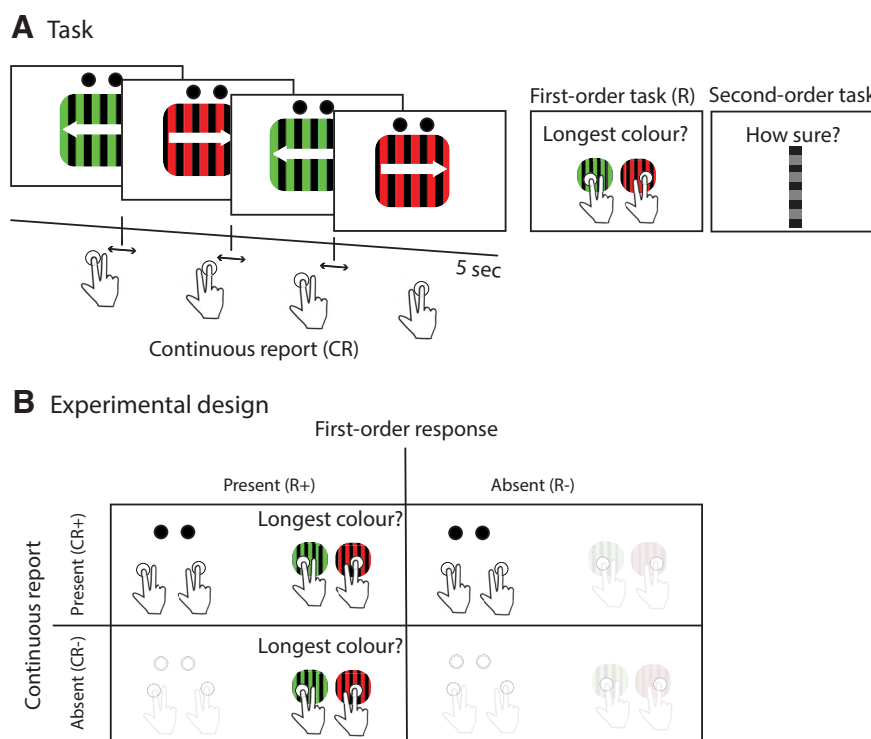 A Task
First-order task (R)
Second-order task
Longest colour?
How sure?
5 sec
Continuous report (CR)
B Experimental design
First-order response
Present (R+)
Absent (R-)
Continuous report
Present (CR+)
Longest colour?
Absent (CR-)
Longest colour?